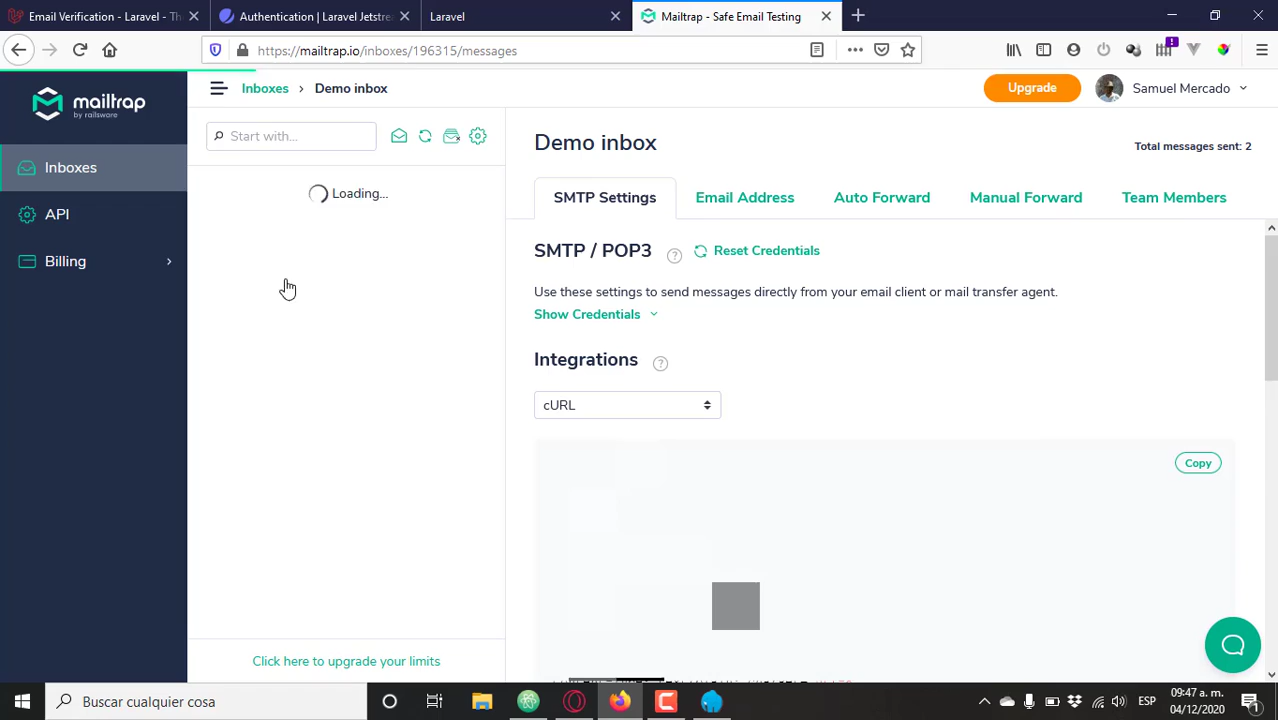 Email Verification - Laravel - Th
Authentication | Laravel Jetstrea
Laravel
Mailtrap - Safe Email Testing
https://mailtrap.io/inboxes/196315/messages
mailtrap
by railsware
Inboxes
API
Billing
Inboxes › Demo inbox
Upgrade
Samuel Mercado
Start with...
Loading...
Click here to upgrade your limits
Demo inbox
Total messages sent: 2
SMTP Settings
Email Address
Auto Forward
Manual Forward
Team Members
SMTP / POP3
?
Reset Credentials
Use these settings to send messages directly from your email client or mail transfer agent.
Show Credentials
Integrations
?
cURL
Copy
Buscar cualquier cosa
ESP
09:47 a. m.
04/12/2020
1